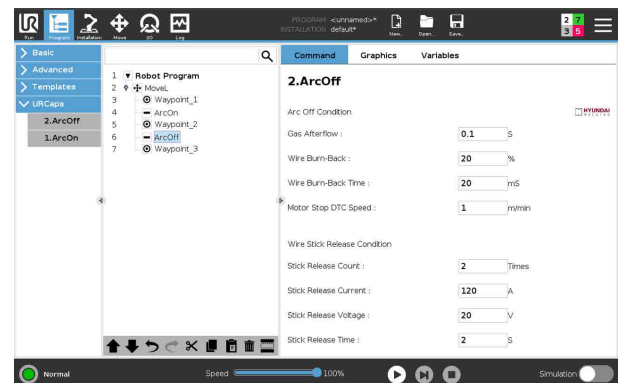 UR
PROGRAM <unnamed>*
INSTALLATION default*
Run
Program
Installation
Move
I/O
Log
New...
Open...
Save...
2 7
3 5
Basic
Advanced
Templates
URCaps
2.ArcOff
1.ArcOn
1 Robot Program
2 MoveL
3 Waypoint_1
4 ArcOn
5 Waypoint_2
6 ArcOff
7 Waypoint_3
Command Graphics Variables
2.ArcOff
Arc Off Condition
HYUNDAI
WELDING
Gas Afterflow : 0.1 S
Wire Burn-Back : 20 %
Wire Burn-Back Time : 20 mS
Motor Stop DTC Speed : 1 m/min
Wire Stick Release Condition
Stick Release Count : 2 Times
Stick Release Current : 120 A
Stick Release Voltage : 20 V
Stick Release Time : 2 S
Normal
Speed 100%
Simulation